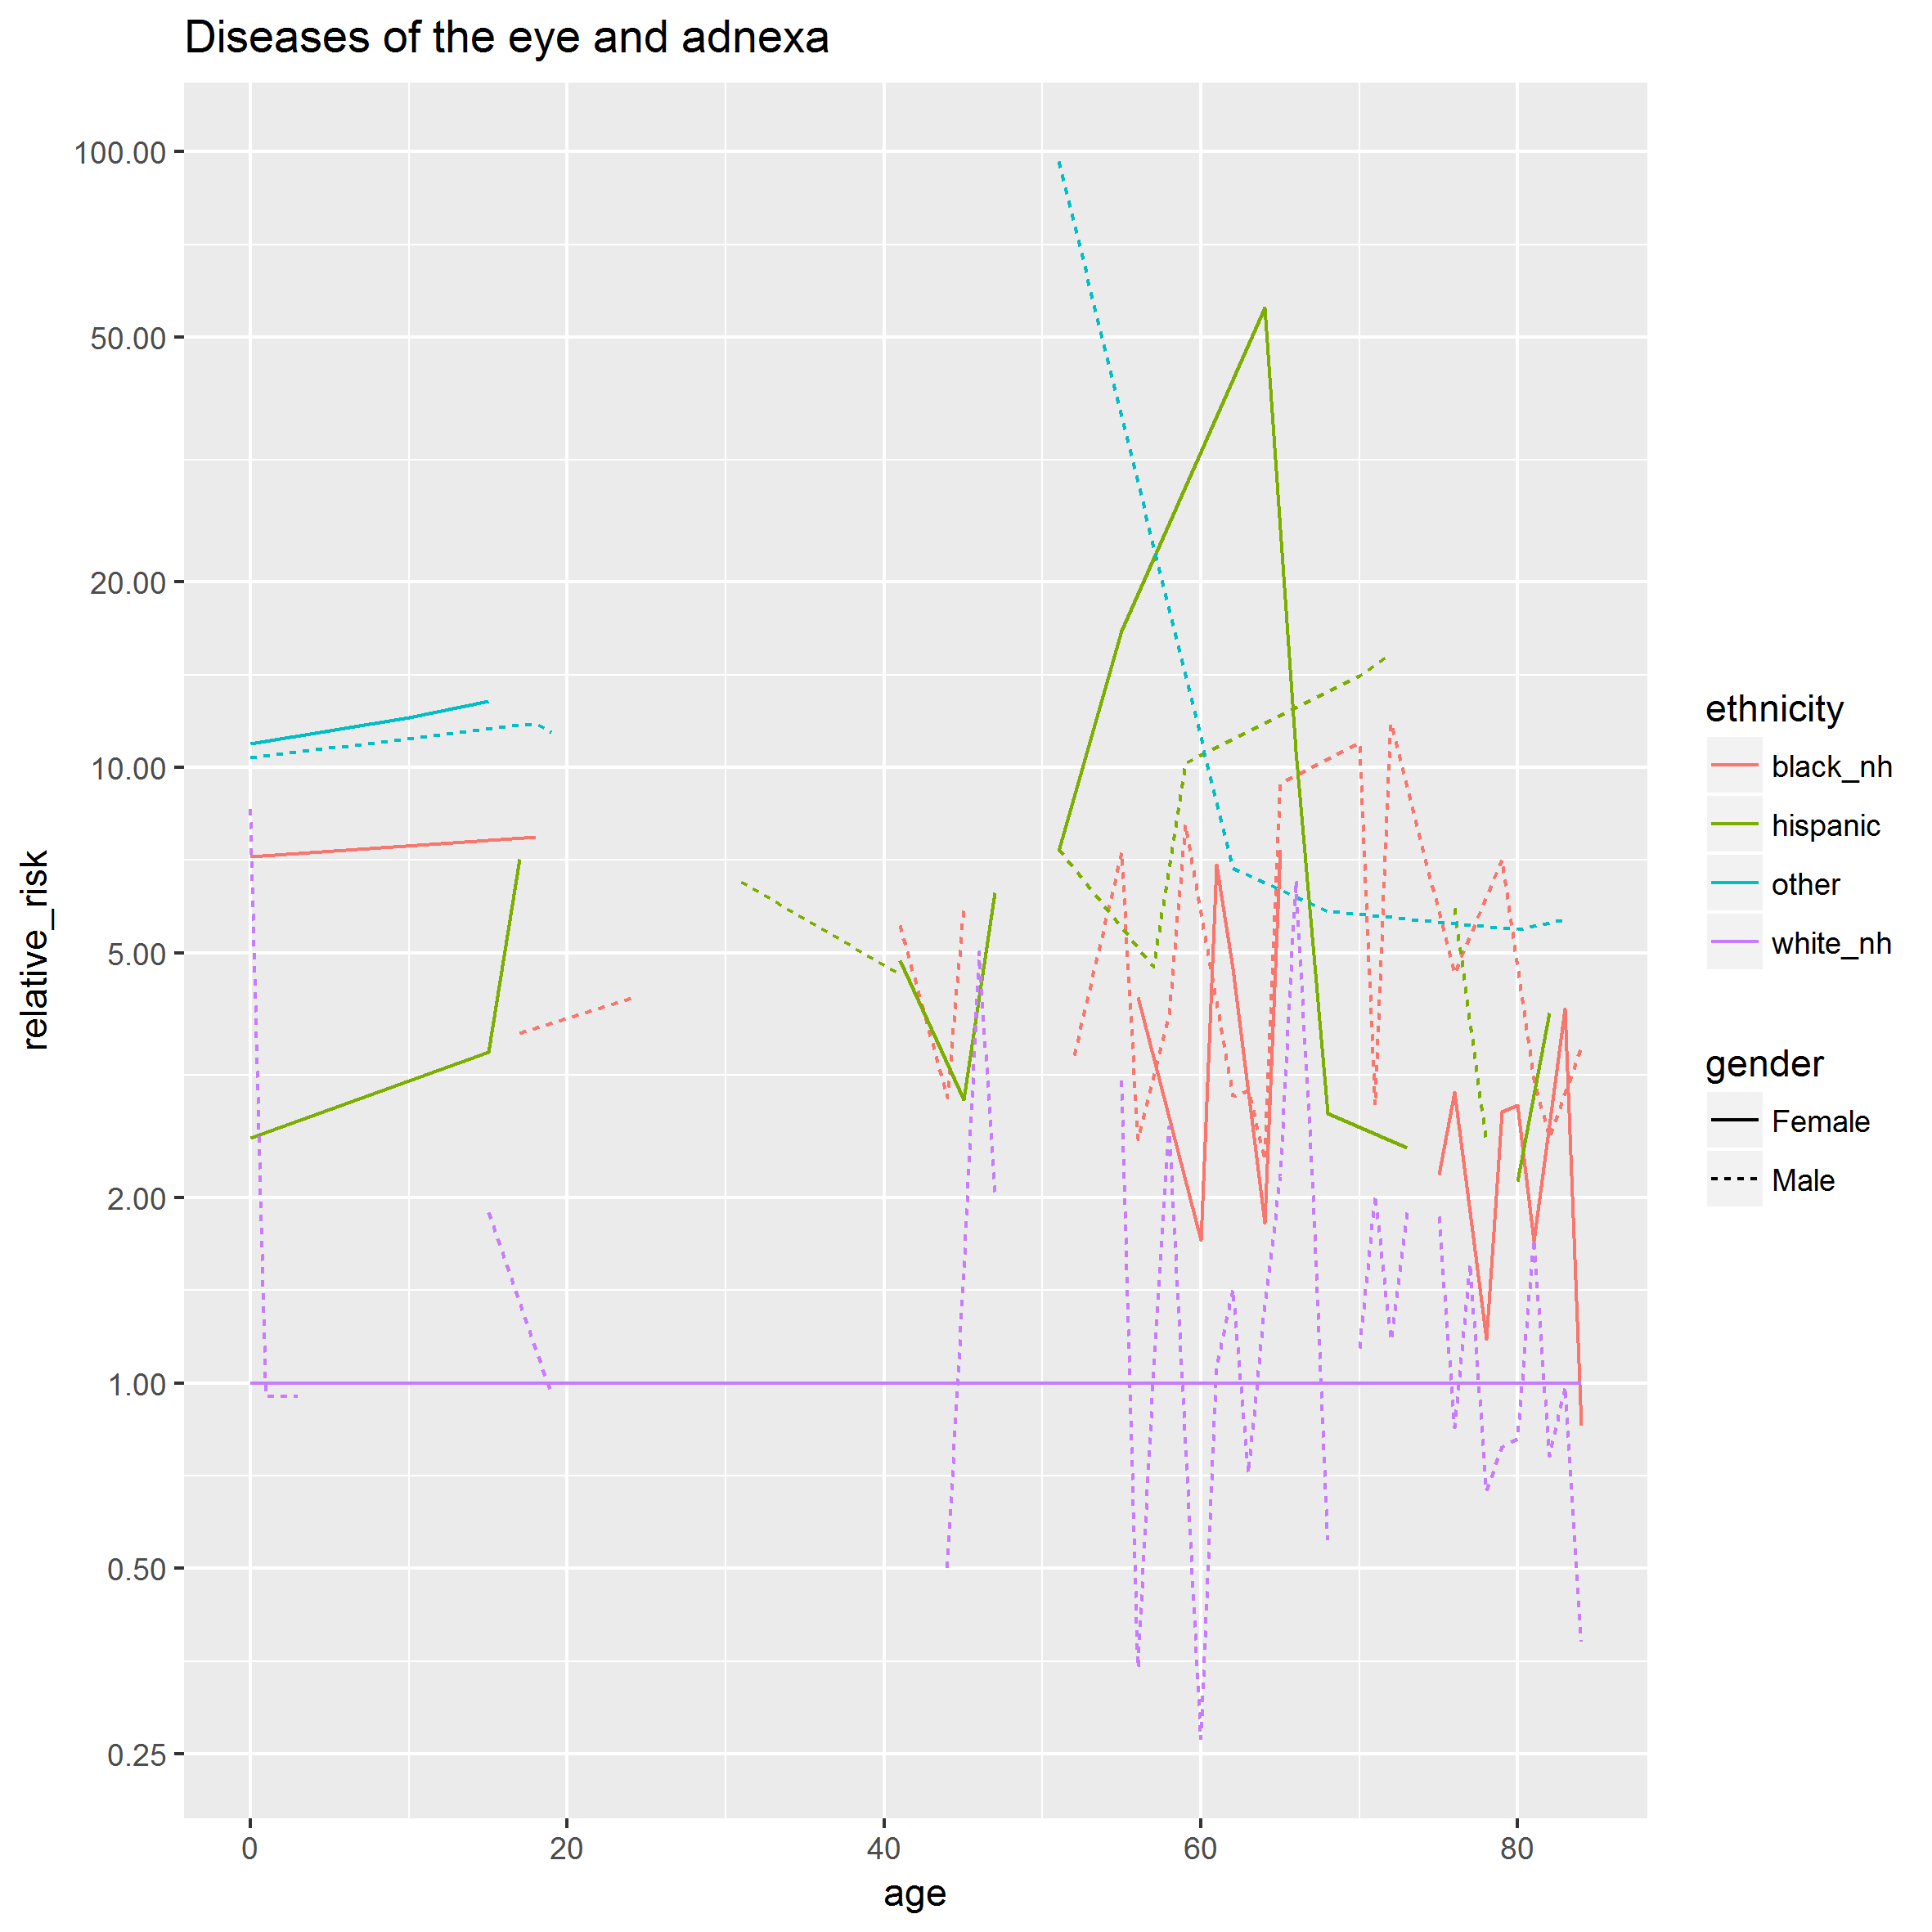 Diseases of the eye and adnexa
relative_risk
100.00
50.00
20.00
10.00
5.00
2.00
1.00
0.50
0.25
0 20 40 60 80
age
ethnicity
black_nh
hispanic
other
white_nh
gender
Female
Male